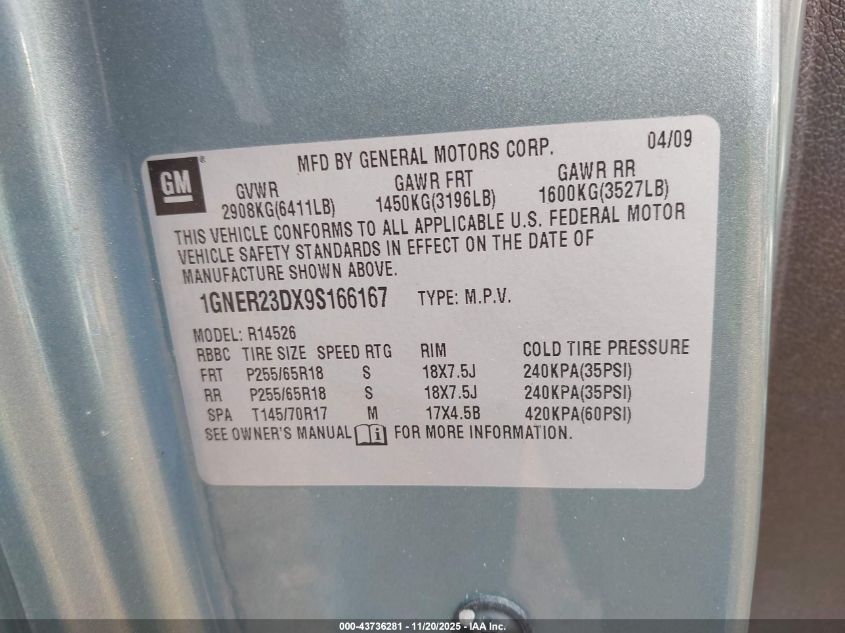 GM ® MFD BY GENERAL MOTORS CORP. 04/09
GVWR GAWR FRT GAWR RR
2908KG(6411LB) 1450KG(3196LB) 1600KG(3527LB)
THIS VEHICLE CONFORMS TO ALL APPLICABLE U.S. FEDERAL MOTOR
VEHICLE SAFETY STANDARDS IN EFFECT ON THE DATE OF
MANUFACTURE SHOWN ABOVE.
1GNER23DX9S166167 TYPE: M.P.V.
MODEL: R14526
RBBC TIRE SIZE SPEED RTG RIM COLD TIRE PRESSURE
FRT P255/65R18 S 18X7.5J 240KPA(35PSI)
RR P255/65R18 S 18X7.5J 240KPA(35PSI)
SPA T145/70R17 M 17X4.5B 420KPA(60PSI)
SEE OWNER'S MANUAL i FOR MORE INFORMATION.
000-43736281 - 11/20/2025 - IAA Inc.